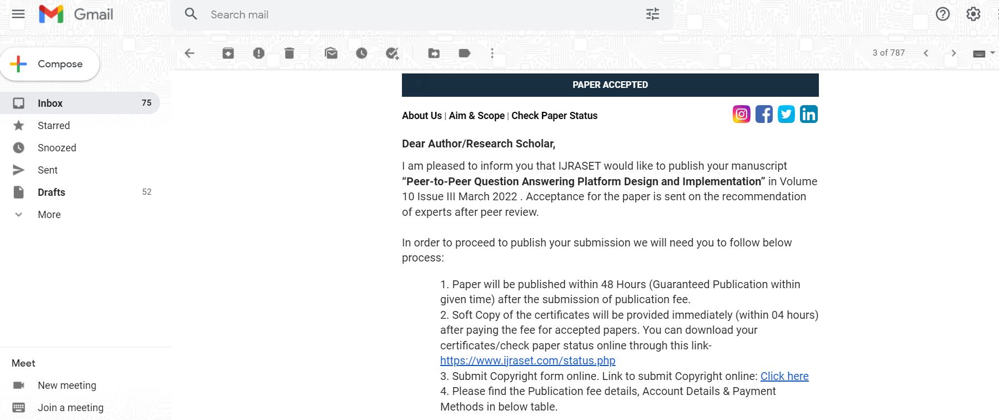 Gmail
Search mail
3 of 787
Compose
Inbox 75
Starred
Snoozed
Sent
Drafts 52
More
Meet
New meeting
Join a meeting
PAPER ACCEPTED
About Us | Aim & Scope | Check Paper Status
Dear Author/Research Scholar,
I am pleased to inform you that IJRASET would like to publish your manuscript
“Peer-to-Peer Question Answering Platform Design and Implementation” in Volume
10 Issue III March 2022 . Acceptance for the paper is sent on the recommendation
of experts after peer review.
In order to proceed to publish your submission we will need you to follow below
process:
1. Paper will be published within 48 Hours (Guaranteed Publication within
given time) after the submission of publication fee.
2. Soft Copy of the certificates will be provided immediately (within 04 hours)
after paying the fee for accepted papers. You can download your
certificates/check paper status online through this link-
https://www.ijraset.com/status.php
3. Submit Copyright form online. Link to submit Copyright online: Click here
4. Please find the Publication fee details, Account Details & Payment
Methods in below table.